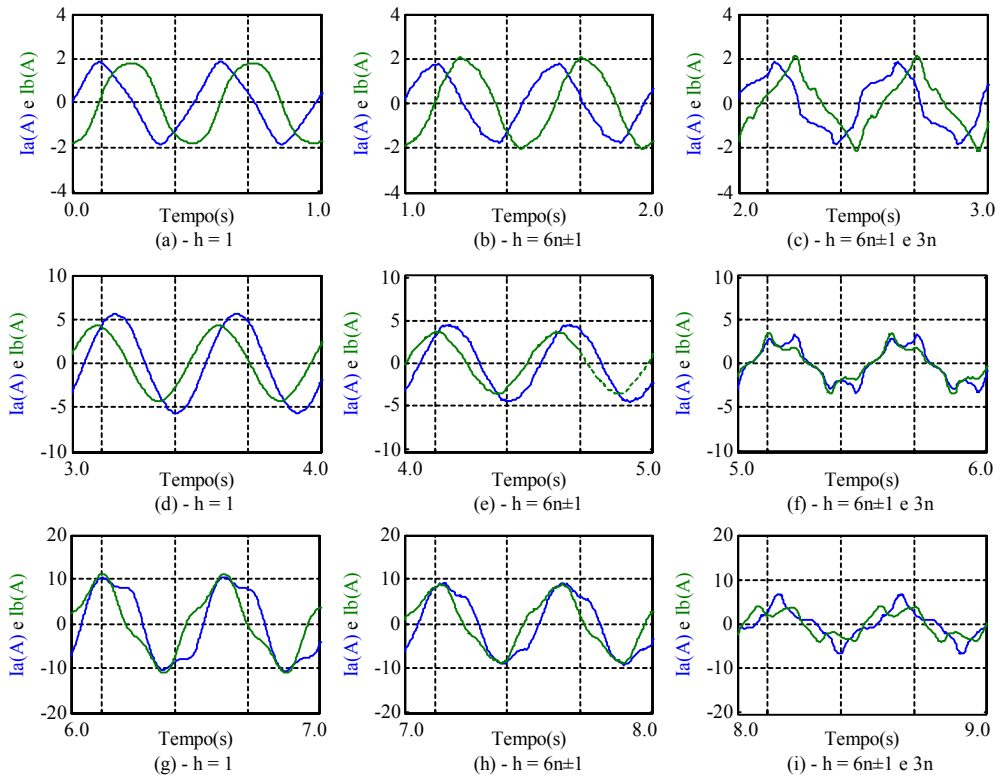 Ia(A) e Ib(A)
4
2
0
-2
-4
0.0
1.0
Tempo(s)
(a) - h = 1
Ia(A) e Ib(A)
4
2
0
-2
-4
1.0
2.0
Tempo(s)
(b) - h = 6n±1
Ia(A) e Ib(A)
4
2
0
-2
-4
2.0
3.0
Tempo(s)
(c) - h = 6n±1 e 3n
Ia(A) e Ib(A)
10
5
0
-5
-10
3.0
4.0
Tempo(s)
(d) - h = 1
Ia(A) e Ib(A)
10
5
0
-5
-10
4.0
5.0
Tempo(s)
(e) - h = 6n±1
Ia(A) e Ib(A)
10
5
0
-5
-10
5.0
6.0
Tempo(s)
(f) - h = 6n±1 e 3n
Ia(A) e Ib(A)
20
10
0
-10
-20
6.0
7.0
Tempo(s)
(g) - h = 1
Ia(A) e Ib(A)
20
10
0
-10
-20
7.0
8.0
Tempo(s)
(h) - h = 6n±1
Ia(A) e Ib(A)
20
10
0
-10
-20
8.0
9.0
Tempo(s)
(i) - h = 6n±1 e 3n